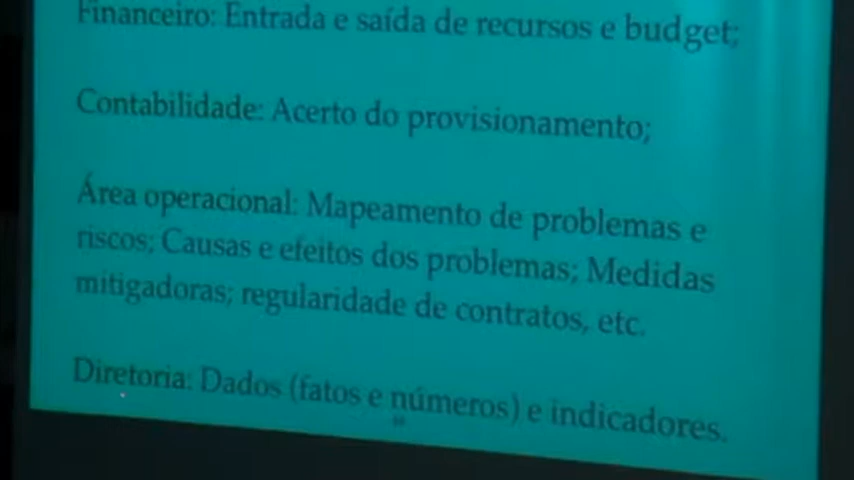 Financeiro: Entrada e saída de recursos e budget;
Contabilidade: Acerto do provisionamento;
Área operacional: Mapeamento de problemas e
riscos; Causas e efeitos dos problemas; Medidas
mitigadoras; regularidade de contratos, etc.
Diretoria: Dados (fatos e números) e indicadores.